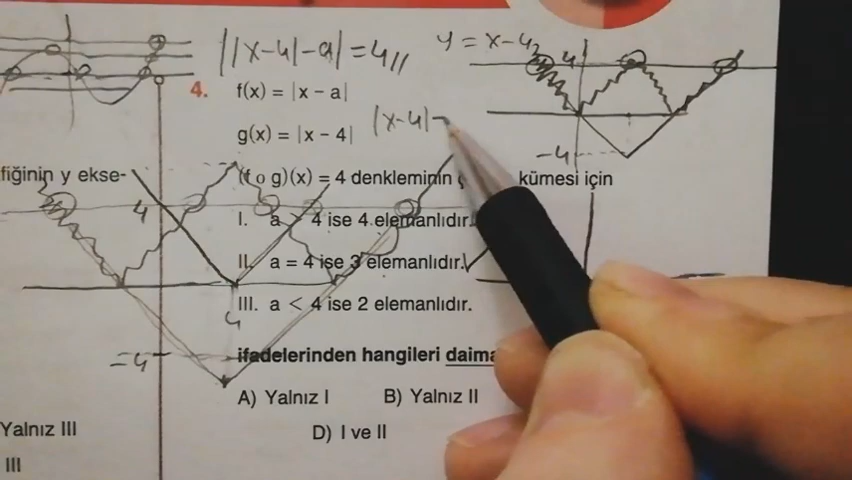 ||x-4|-a|=4//
y = x-4
4
4. f(x) = |x – a|
g(x) = |x – 4| |x-4|-
-4
fiğinin y ekse-
(f o g)(x) = 4 denkleminin kümesi için
4
I. a > 4 ise 4 elemanlıdır.
II. a = 4 ise 3 elemanlıdır.
III. a < 4 ise 2 elemanlıdır.
4
-4
ifadelerinden hangileri daima
A) Yalnız I B) Yalnız II
Yalnız III
D) I ve II
III